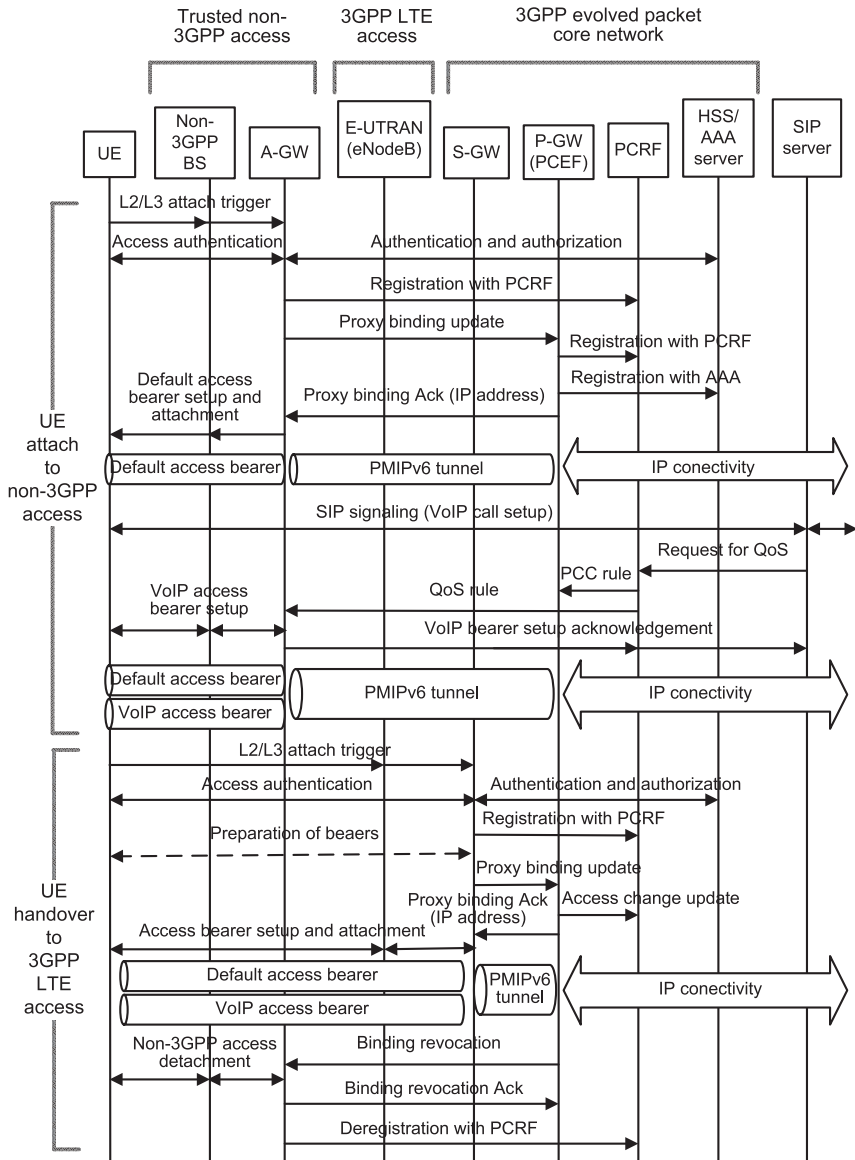 Trusted non-
3GPP access
3GPP LTE
access
3GPP evolved packet
core network
UE
Non-
3GPP
BS
A-GW
E-UTRAN
(eNodeB)
S-GW
P-GW
(PCEF)
PCRF
HSS/
AAA
server
SIP
server
UE
attach
to
non-3GPP
access
L2/L3 attach trigger
Access authentication
Authentication and authorization
Registration with PCRF
Proxy binding update
Registration with PCRF
Registration with AAA
Default access
bearer setup and
attachment
Proxy binding Ack (IP address)
Default access bearer
PMIPv6 tunnel
IP conectivity
SIP signaling (VoIP call setup)
Request for QoS
PCC rule
QoS rule
VoIP access
bearer setup
VoIP bearer setup acknowledgement
Default access bearer
VoIP access bearer
PMIPv6 tunnel
IP conectivity
UE
handover
to
3GPP
LTE
access
L2/L3 attach trigger
Access authentication
Authentication and authorization
Registration with PCRF
Preparation of beaers
Proxy binding update
Access change update
Proxy binding Ack
(IP address)
Access bearer setup and attachment
Default access bearer
VoIP access bearer
PMIPv6
tunnel
IP conectivity
Non-3GPP access
detachment
Binding revocation
Binding revocation Ack
Deregistration with PCRF